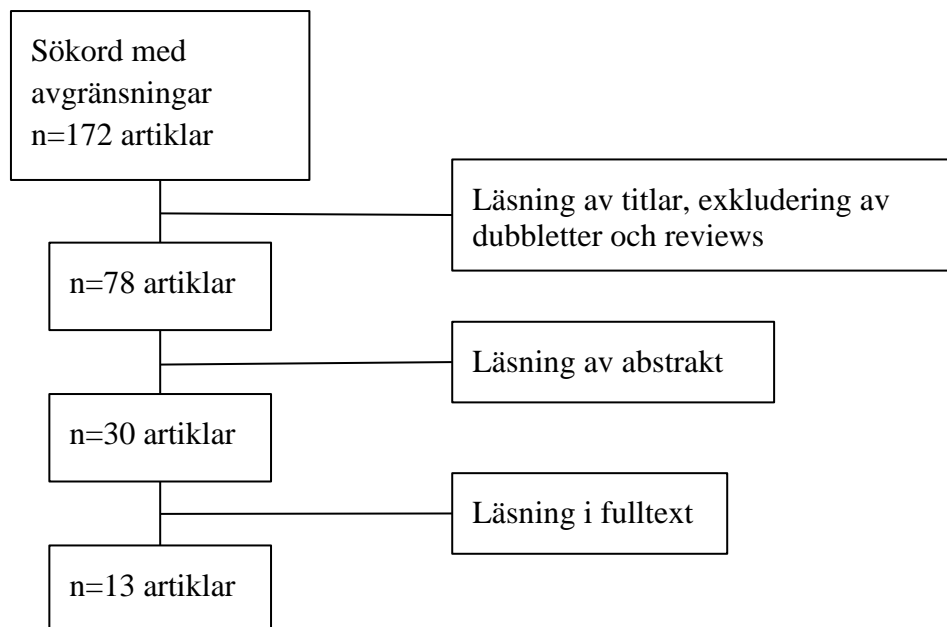 Sökord med
avgränsningar
n=172 artiklar
Läsning av titlar, exkludering av
dubbletter och reviews
n=78 artiklar
Läsning av abstrakt
n=30 artiklar
Läsning i fulltext
n=13 artiklar